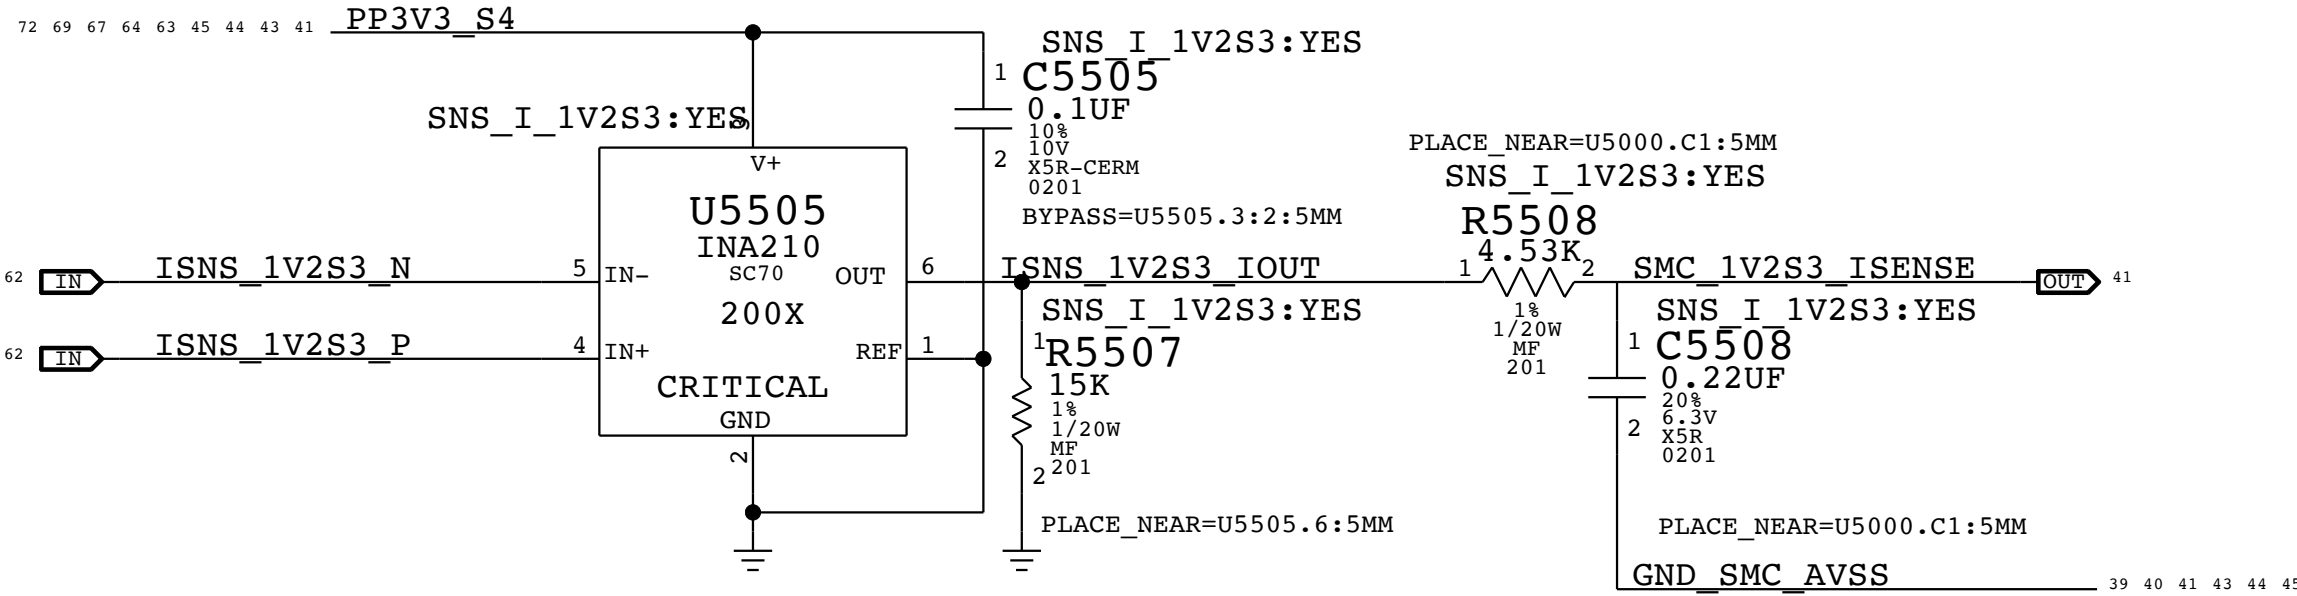 72 69 67 64 63 45 44 43 41 PP3V3_S4
SNS_I_1V2S3:YES
1 C5505
0.1UF
10%
10V
2 X5R-CERM
0201
BYPASS=U5505.3:2:5MM
SNS_I_1V2S3:YES
3
V+
U5505
INA210
SC70
200X
CRITICAL
GND
2
62 IN ISNS_1V2S3_N 5 IN-
62 IN ISNS_1V2S3_P 4 IN+
OUT 6 ISNS_1V2S3_IOUT
REF 1
SNS_I_1V2S3:YES
1 R5507
15K
1%
1/20W
MF
2 201
PLACE_NEAR=U5505.6:5MM
PLACE_NEAR=U5000.C1:5MM
SNS_I_1V2S3:YES
R5508
4.53K
1 2
1%
1/20W
MF
201
SMC_1V2S3_ISENSE OUT 41
SNS_I_1V2S3:YES
1 C5508
0.22UF
20%
6.3V
2 X5R
0201
PLACE_NEAR=U5000.C1:5MM
GND_SMC_AVSS 39 40 41 43 44 45